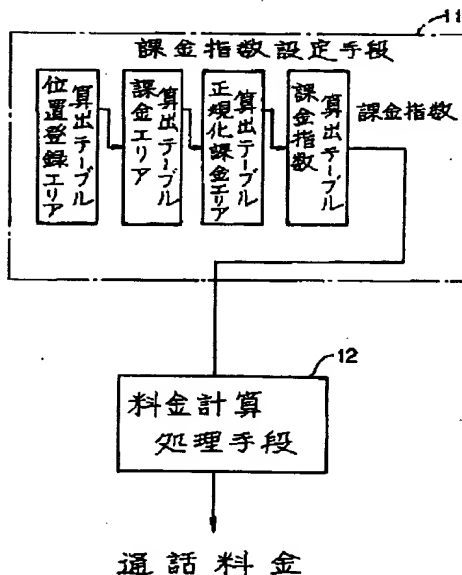 11
課金指数設定手段
位置登録エリア
算出テーブル
課金エリア
算出テーブル
正規化課金エリア
算出テーブル
課金指数
算出テーブル
課金指数
12
料金計算
処理手段
通話料金